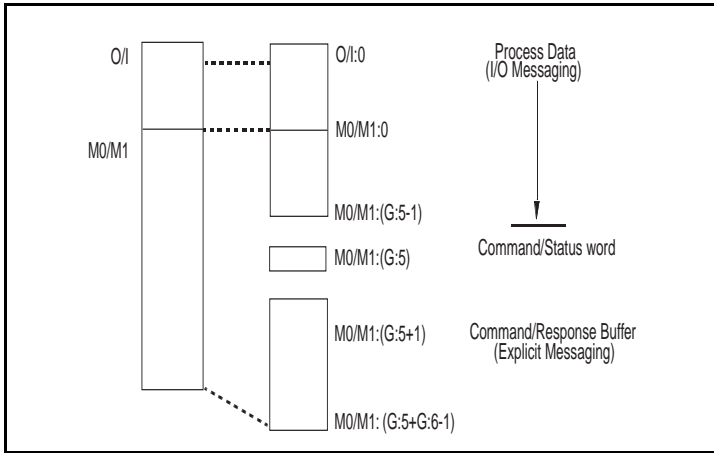 O/I
M0/M1
O/I:0
M0/M1:0
M0/M1:(G:5-1)
M0/M1:(G:5)
M0/M1:(G:5+1)
M0/M1: (G:5+G:6-1)
Process Data
(I/O Messaging)
Command/Status word
Command/Response Buffer
(Explicit Messaging)